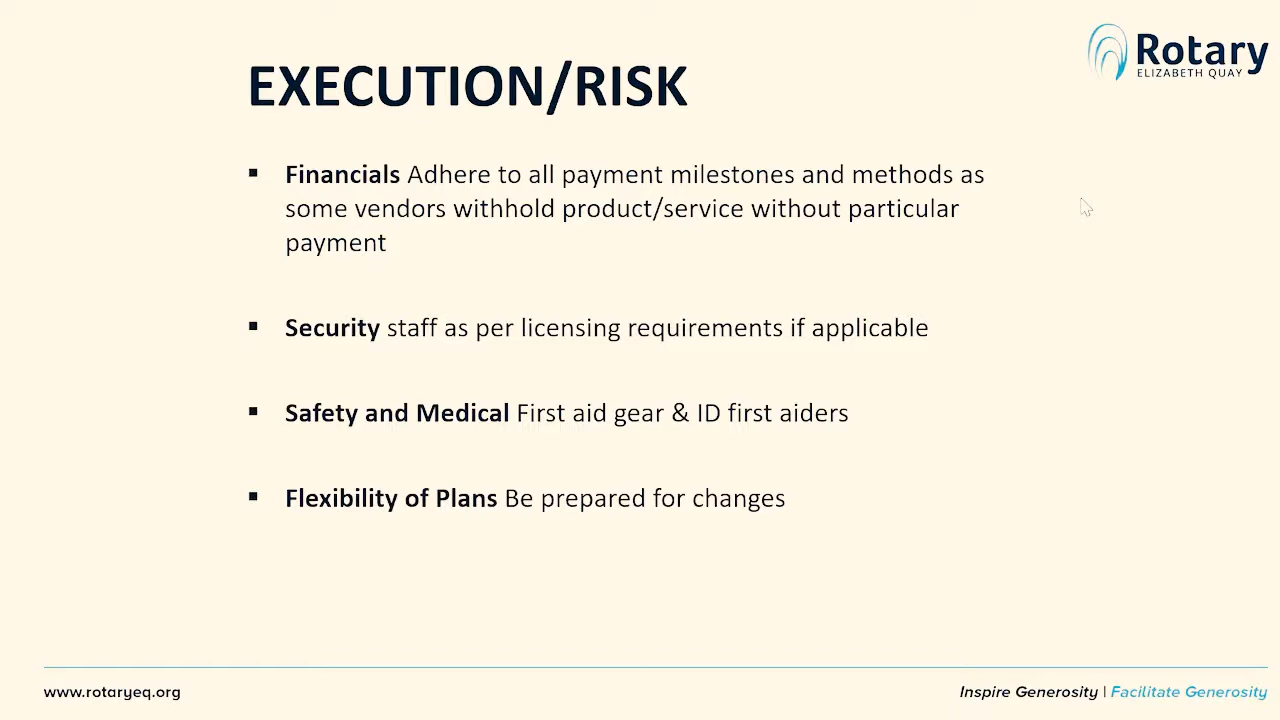 Rotary
ELIZABETH QUAY
EXECUTION/RISK
▪ Financials Adhere to all payment milestones and methods as
some vendors withhold product/service without particular
payment
▪ Security staff as per licensing requirements if applicable
▪ Safety and Medical First aid gear & ID first aiders
▪ Flexibility of Plans Be prepared for changes
www.rotaryeq.org
Inspire Generosity | Facilitate Generosity